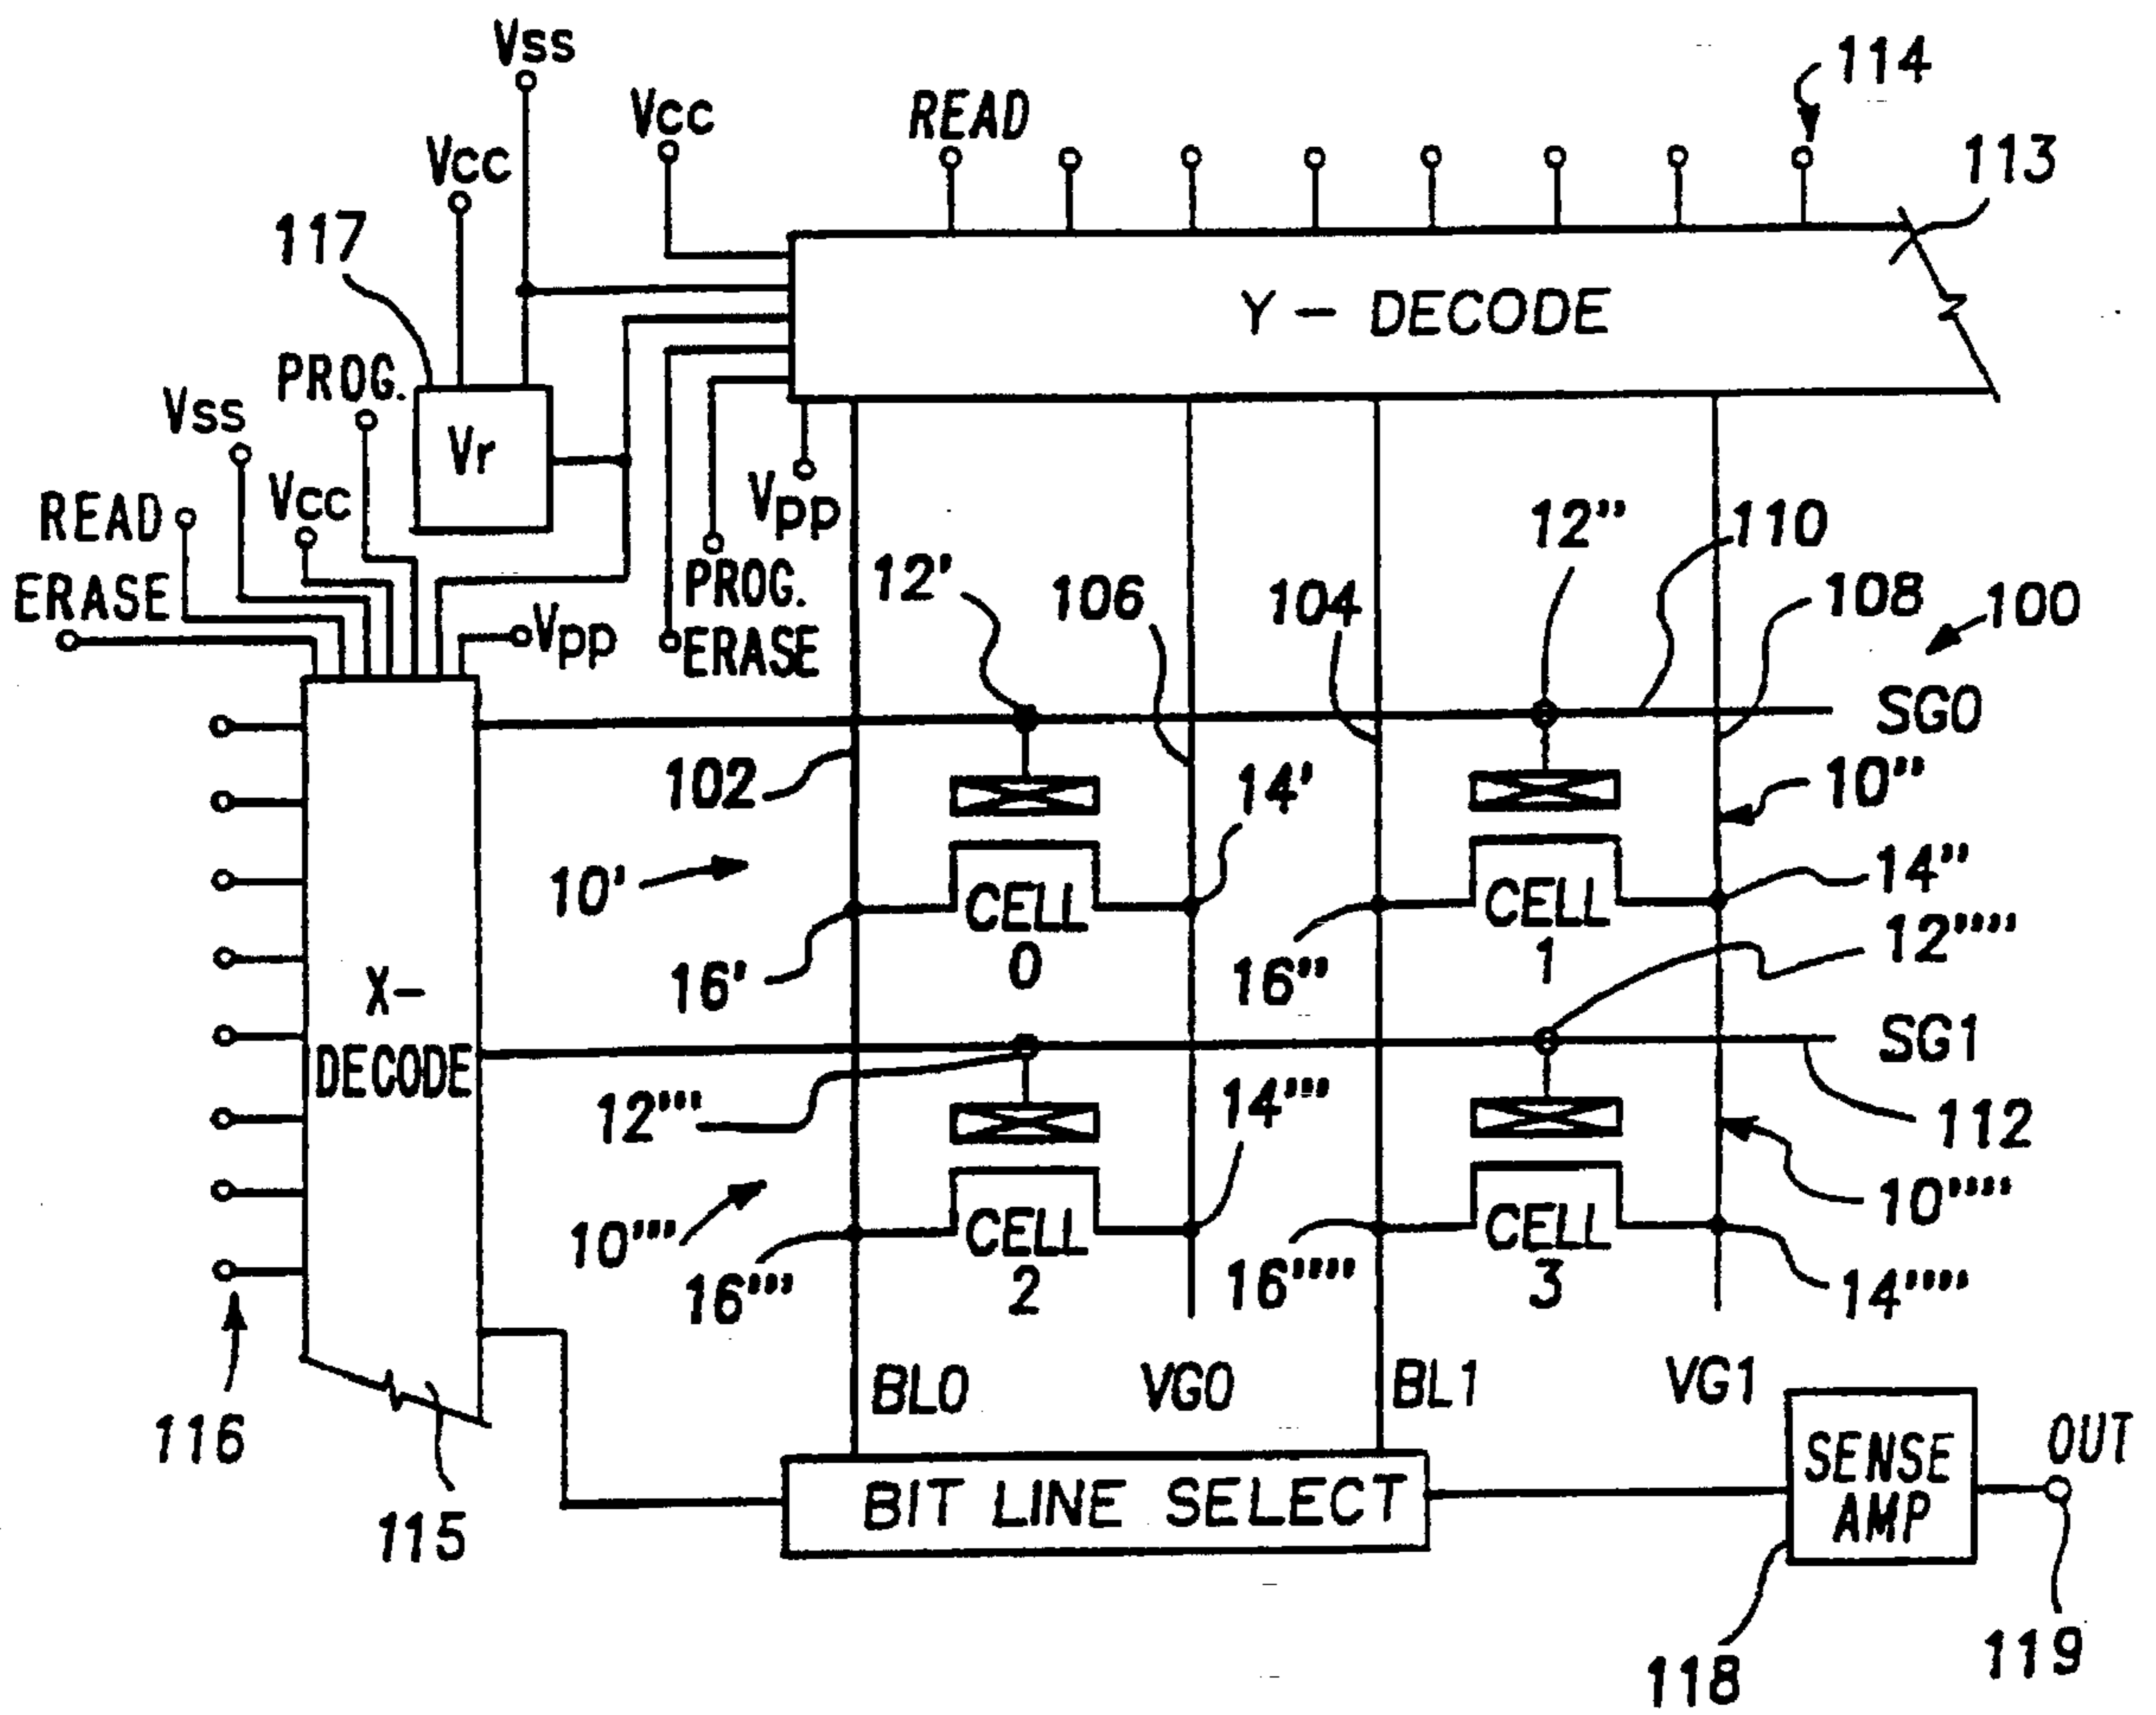 Vss
Vcc
READ
114
Vcc
113
117
Y - DECODE
PROG.
Vss
Vr
Vcc
Vpp
READ
12"
110
ERASE
PROG.
12'
106
104
108
100
Vpp
ERASE
SG0
102
14'
10"
10'
CELL
0
CELL
1
14"
12""
16'
16"
X-
DECODE
SG1
12"'
14"'
112
10"'
CELL
2
CELL
3
10""
16"'
16""
14""
BL0
VG0
BL1
VG1
116
SENSE
AMP
OUT
BIT LINE SELECT
115
118
119